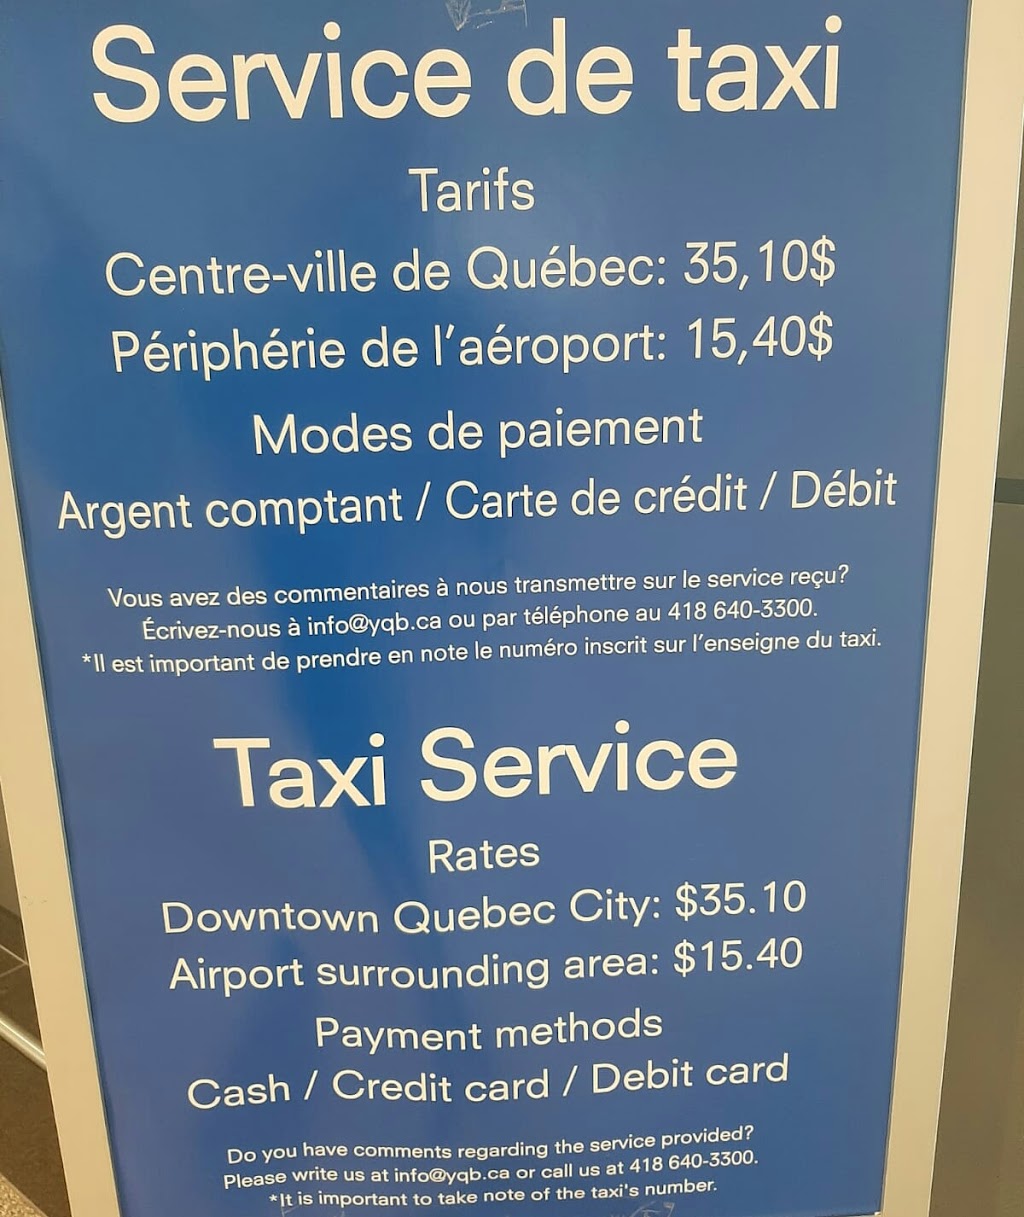 Service de taxi
Tarifs
Centre-ville de Québec: 35,10$
Périphérie de l'aéroport: 15,40$
Modes de paiement
Argent comptant / Carte de crédit / Débit
Vous avez des commentaires à nous transmettre sur le service reçu?
Écrivez-nous à info@yqb.ca ou par téléphone au 418 640-3300.
*Il est important de prendre en note le numéro inscrit sur l'enseigne du taxi.
Taxi Service
Rates
Downtown Quebec City: $35.10
Airport surrounding area: $15.40
Payment methods
Cash / Credit card / Debit card
Do you have comments regarding the service provided?
Please write us at info@yqb.ca or call us at 418 640-3300.
*It is important to take note of the taxi's number.